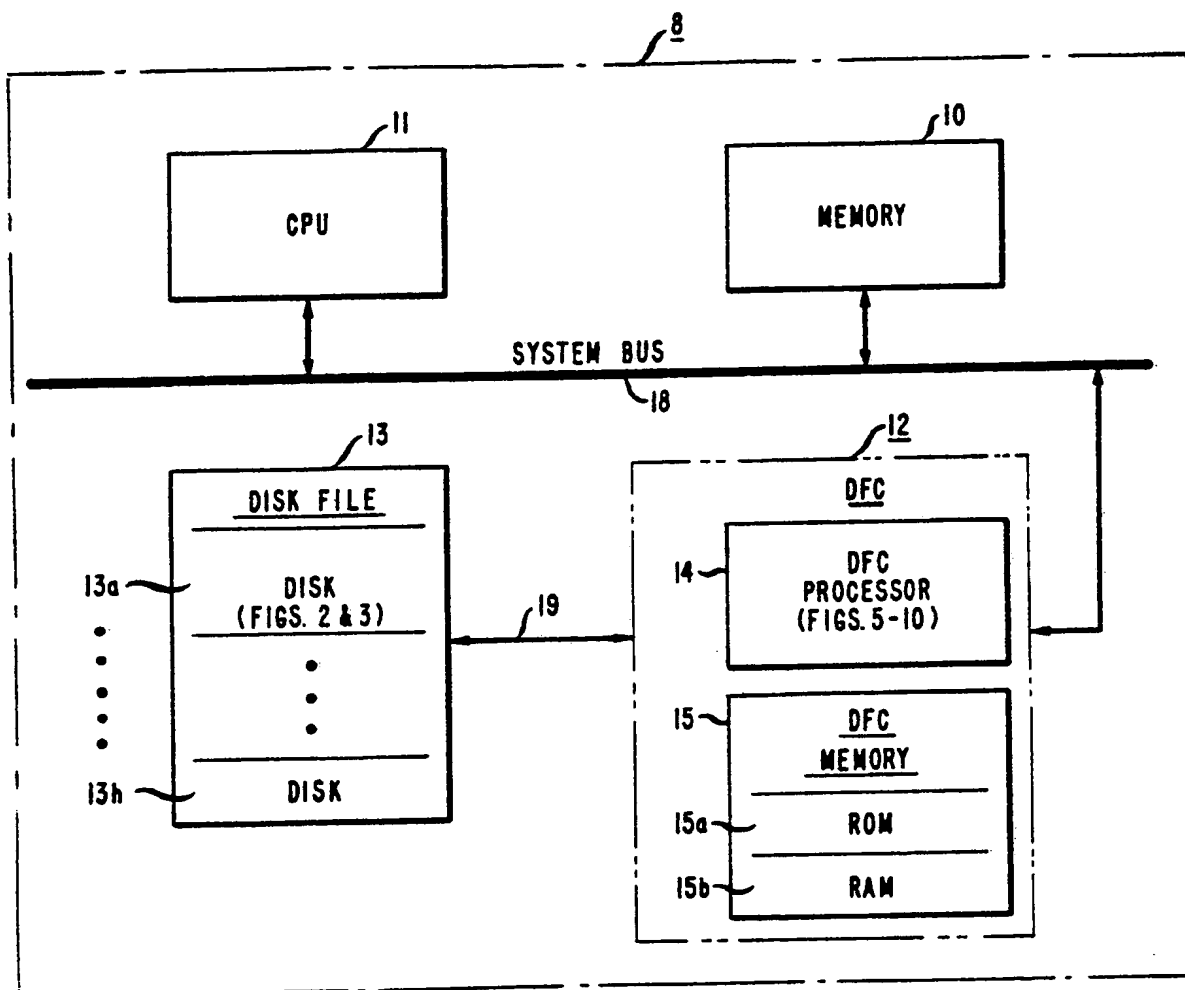 8
11
10
CPU
MEMORY
SYSTEM BUS
18
13
12
DISK FILE
DFC
13a
DISK
(FIGS. 2 & 3)
19
14
DFC
PROCESSOR
(FIGS. 5-10)
15
DFC
MEMORY
13h
DISK
15a
ROM
15b
RAM